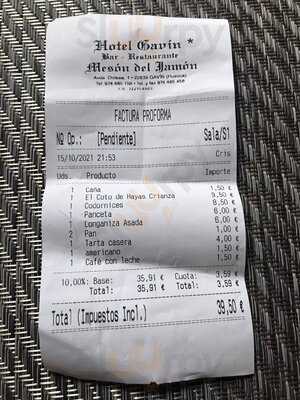 Hotel Gavín *
Bar - Restaurante
Mesón del Jamón
FACTURA PROFORMA
Nº Op.: [Pendiente] Sala/S1
15/10/2021 21:53 Cris
Uds. Producto Importe
1 Caña 1,50 €
1 El Coto de Hayas Crianza 9,50 €
1 Codornices 8,50 €
1 Panceta 6,00 €
1 Longaniza Asada 6,00 €
2 Pan 1,00 €
1 Tarta casera 4,00 €
1 americano 1,50 €
1 Café con leche 1,50 €
10,00%: Base: 35,91 € Cuota: 3,59 €
Total: 35,91 € Total: 3,59 €
Total (Impuestos Incl.) 39,50 €